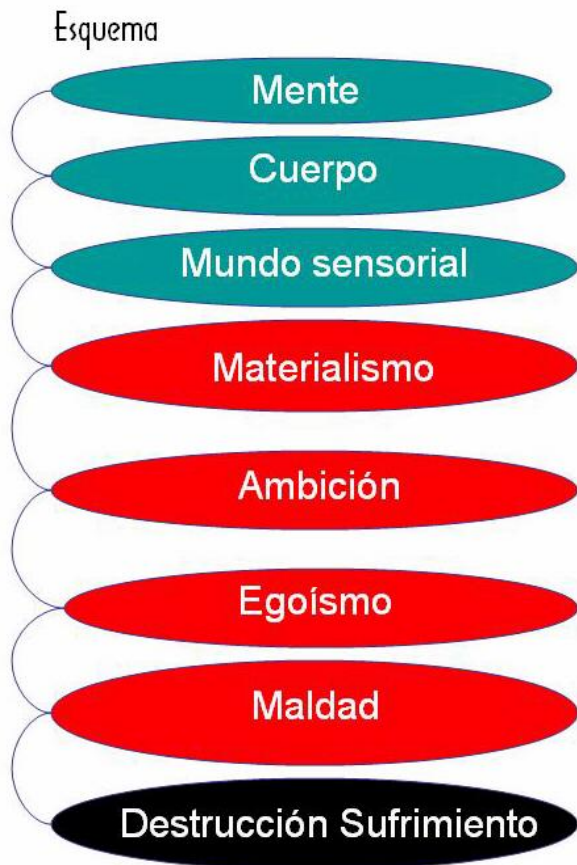 Esquema
Mente
Cuerpo
Mundo sensorial
Materialismo
Ambición
Egoísmo
Maldad
Destrucción Sufrimiento